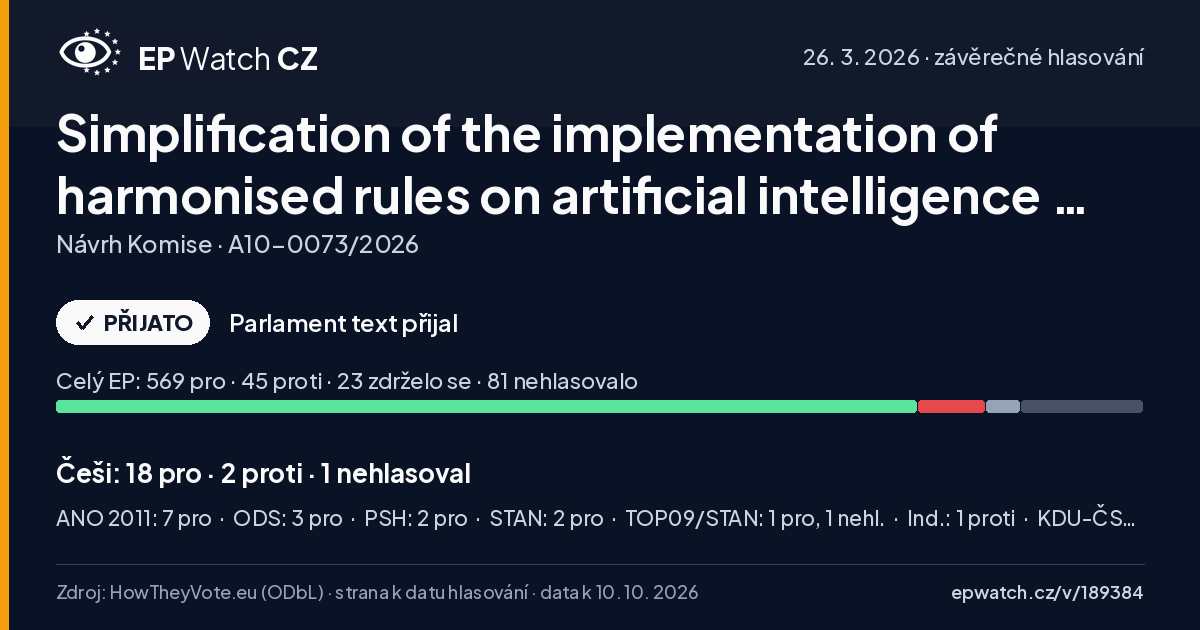 EP Watch CZ
26. 3. 2026 · závěrečné hlasování
Simplification of the implementation of
harmonised rules on artificial intelligence …
Návrh Komise · A10-0073/2026
✓ PŘIJATO
Parlament text přijal
Celý EP: 569 pro · 45 proti · 23 zdrželo se · 81 nehlasovalo
Češi: 18 pro · 2 proti · 1 nehlasoval
ANO 2011: 7 pro · ODS: 3 pro · PSH: 2 pro · STAN: 2 pro · TOP09/STAN: 1 pro, 1 nehl. · Ind.: 1 proti · KDU-ČS…
Zdroj: HowTheyVote.eu (ODbL) · strana k datu hlasování · data k 10. 10. 2026
epwatch.cz/v/189384